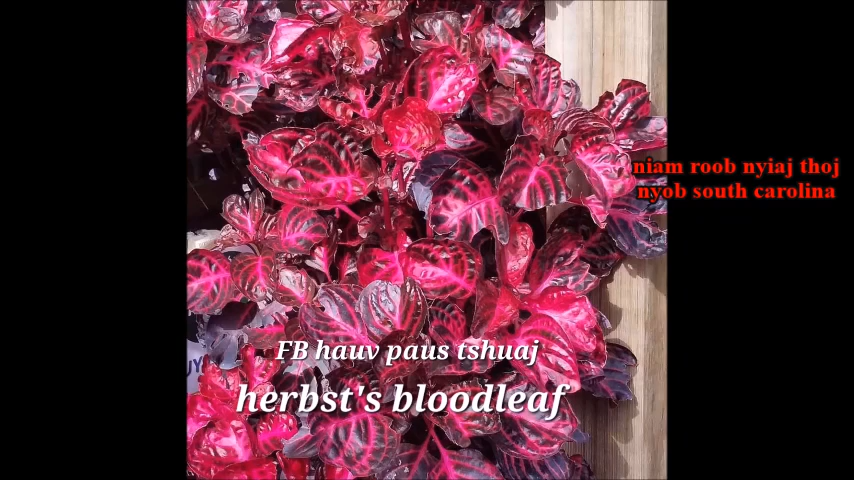 niam roob nyiaj thoj
nyob south carolina
FB hauv paus tshuaj
herbst's bloodleaf